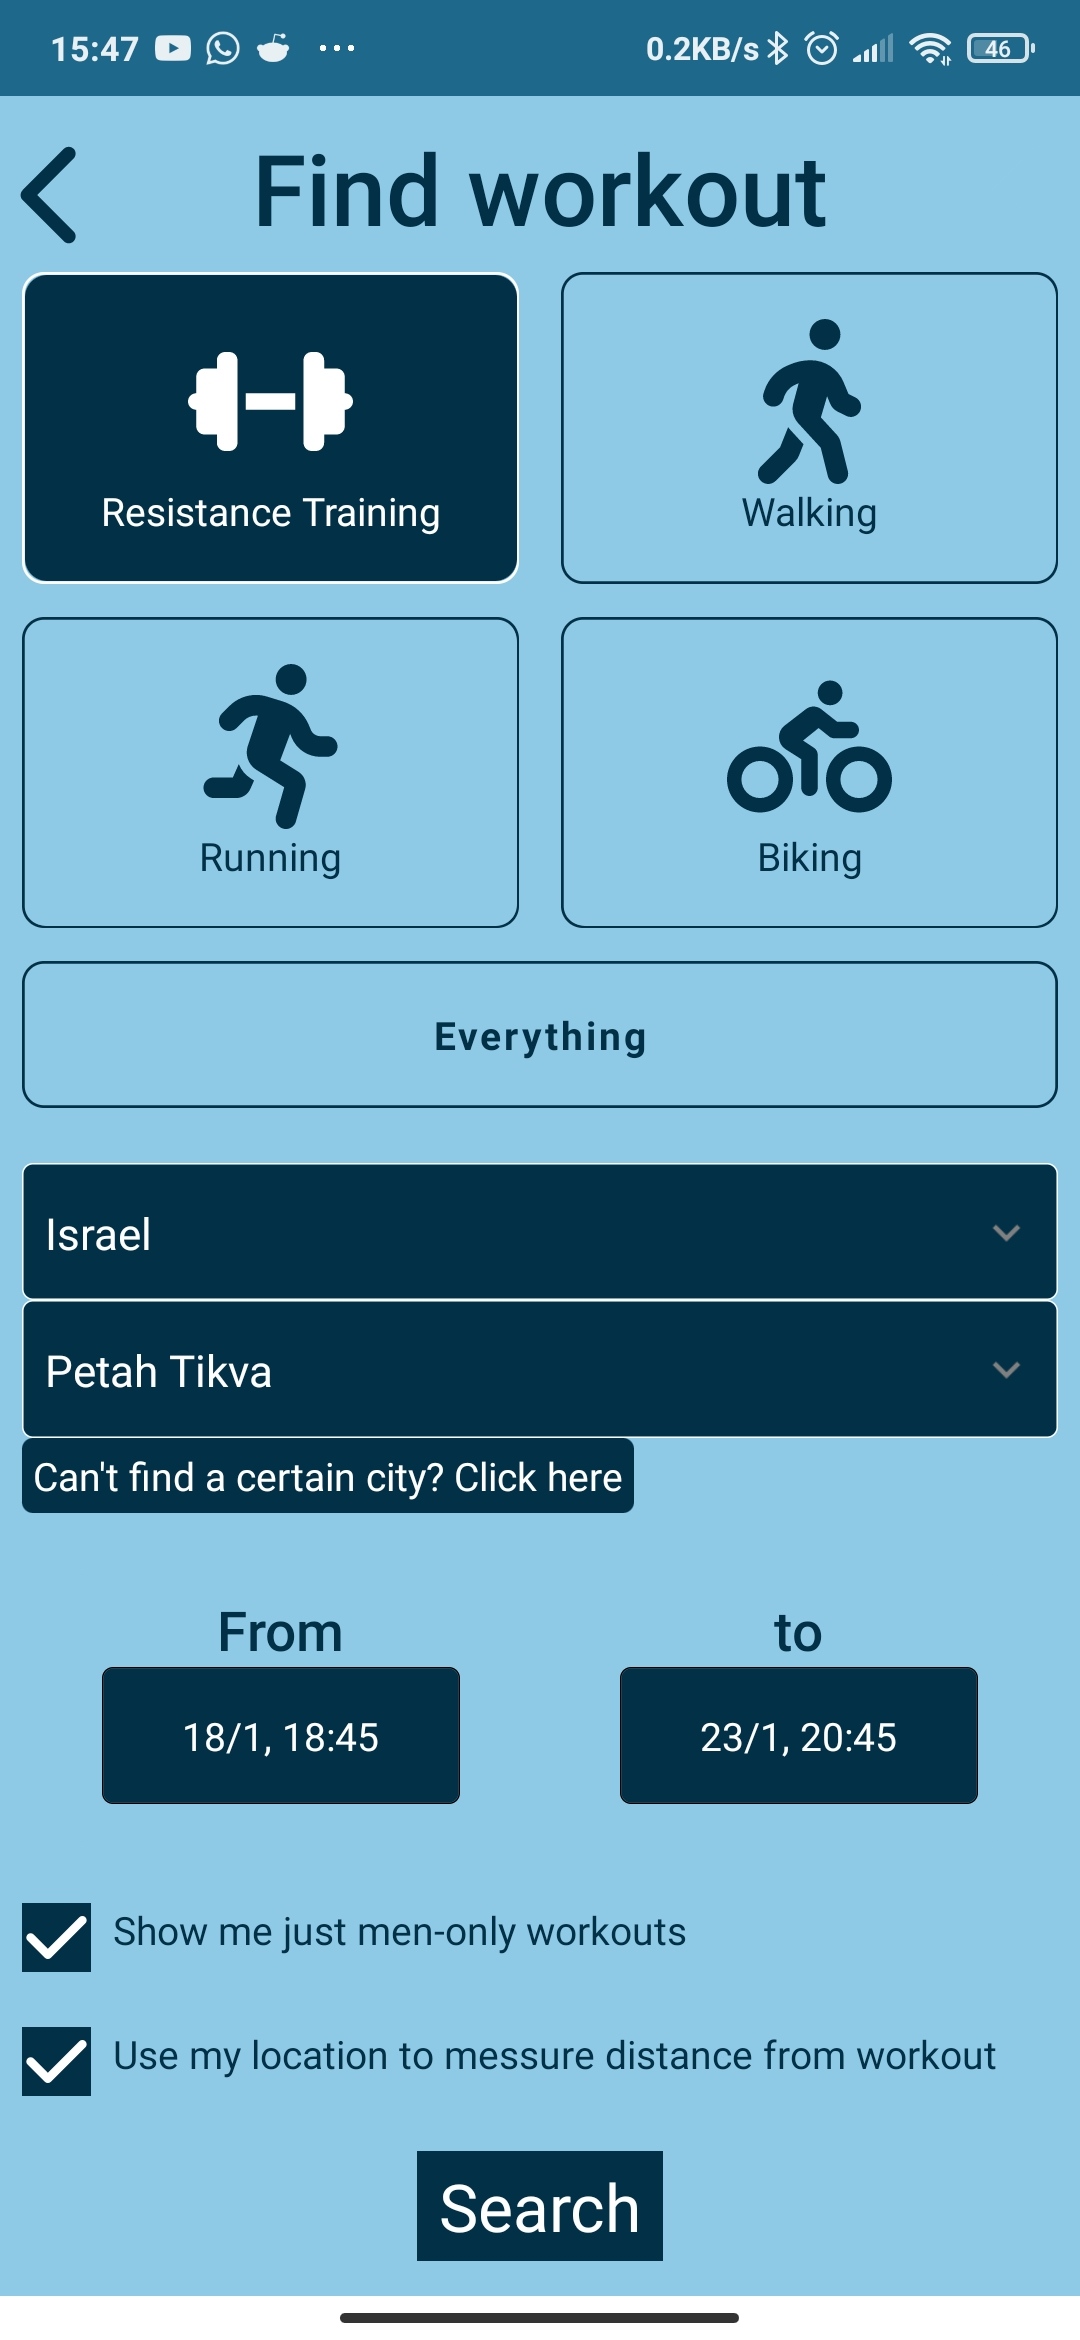 15:47 0.2KB/s 46
Find workout
Resistance Training
Walking
Running
Biking
Everything
Israel
Petah Tikva
Can't find a certain city? Click here
From to
18/1, 18:45 23/1, 20:45
Show me just men-only workouts
Use my location to messure distance from workout
Search